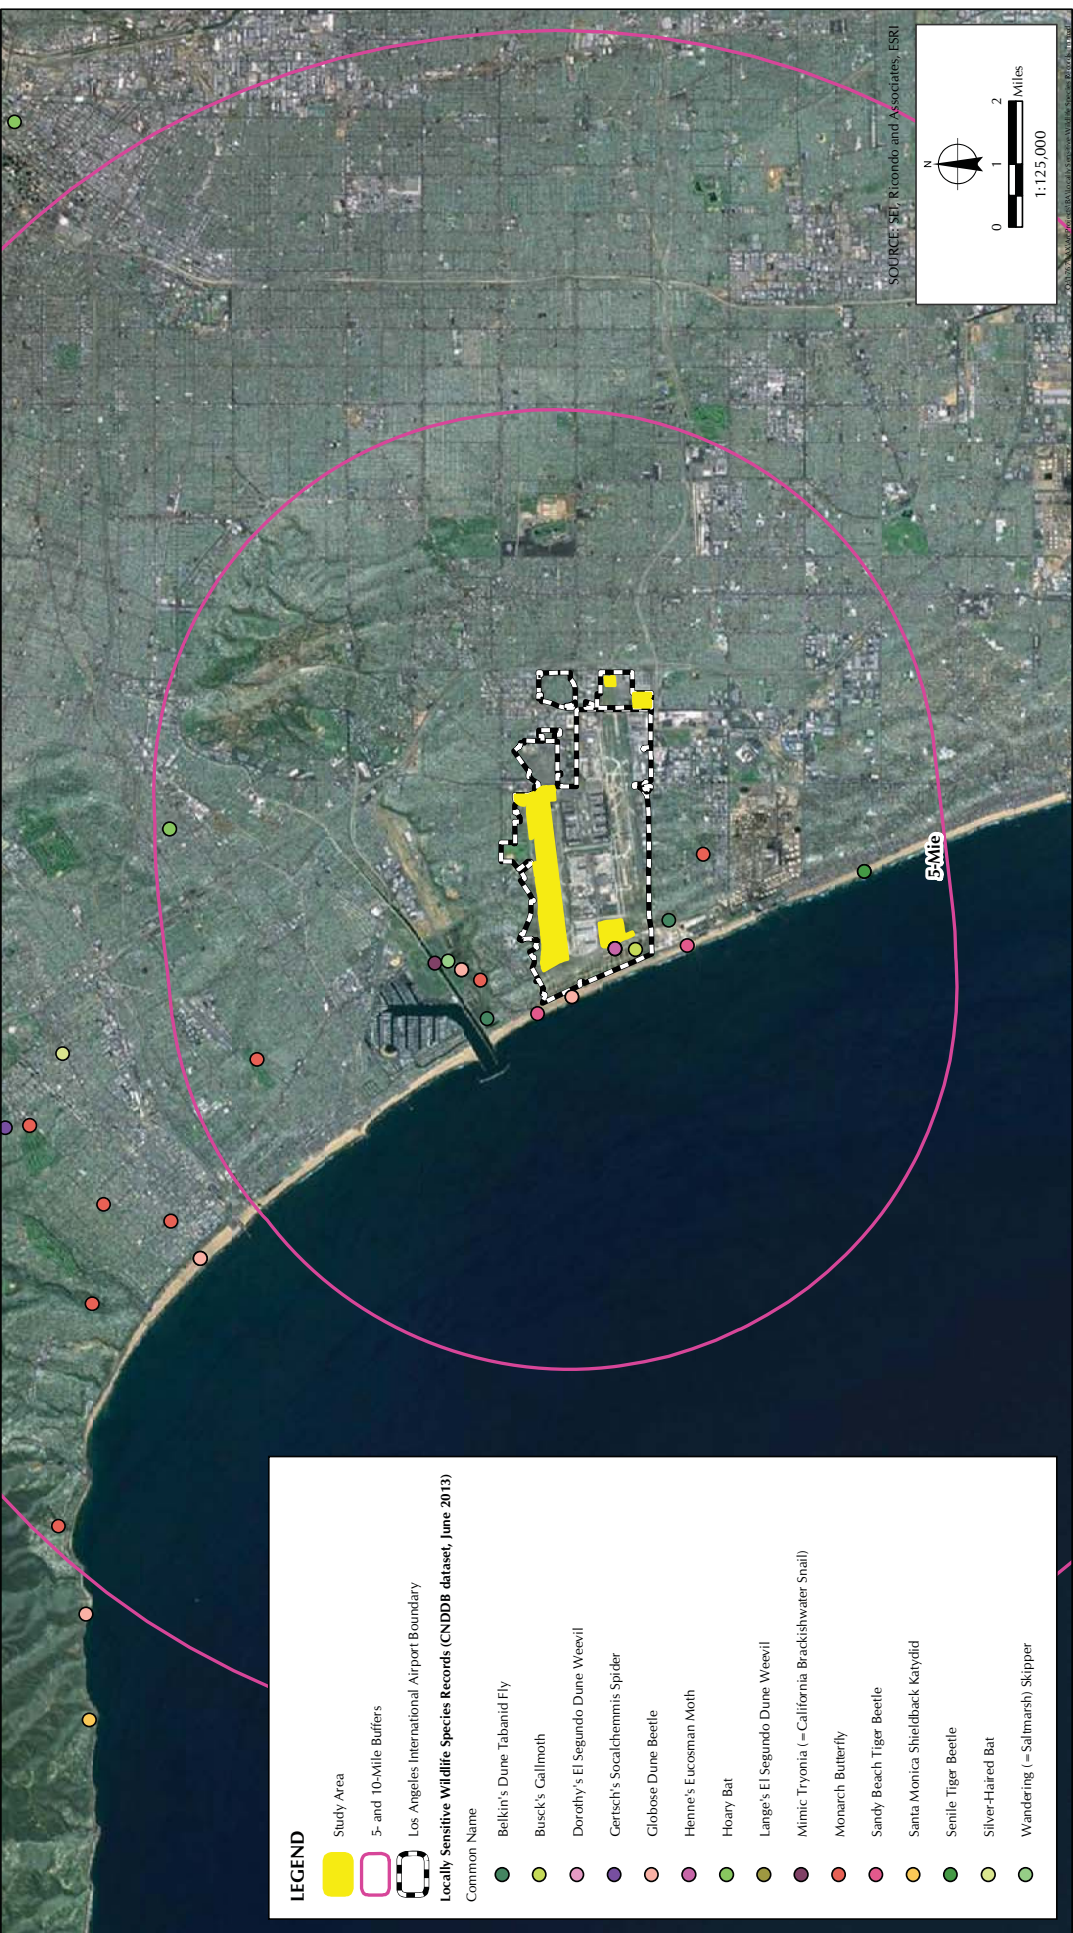 LEGEND
Study Area
5- and 10-Mile Buffers
Los Angeles International Airport Boundary
Locally Sensitive Wildlife Species Records (CNDDB dataset, June 2013)
Common Name
Belkin's Dune Tabanid Fly
Busck's Gallmoth
Dorothy's El Segundo Dune Weevil
Gertsch's Socalchemmis Spider
Globose Dune Beetle
Henne's Eucosman Moth
Hoary Bat
Lange's El Segundo Dune Weevil
Mimic Tryonia (=California Brackishwater Snail)
Monarch Butterfly
Sandy Beach Tiger Beetle
Santa Monica Shieldback Katydid
Senile Tiger Beetle
Silver-Haired Bat
Wandering (=Saltmarsh) Skipper
5-Mie
SOURCE: SEI, Ricondo and Associates, ESRI
N
0 1 2
Miles
1:125,000